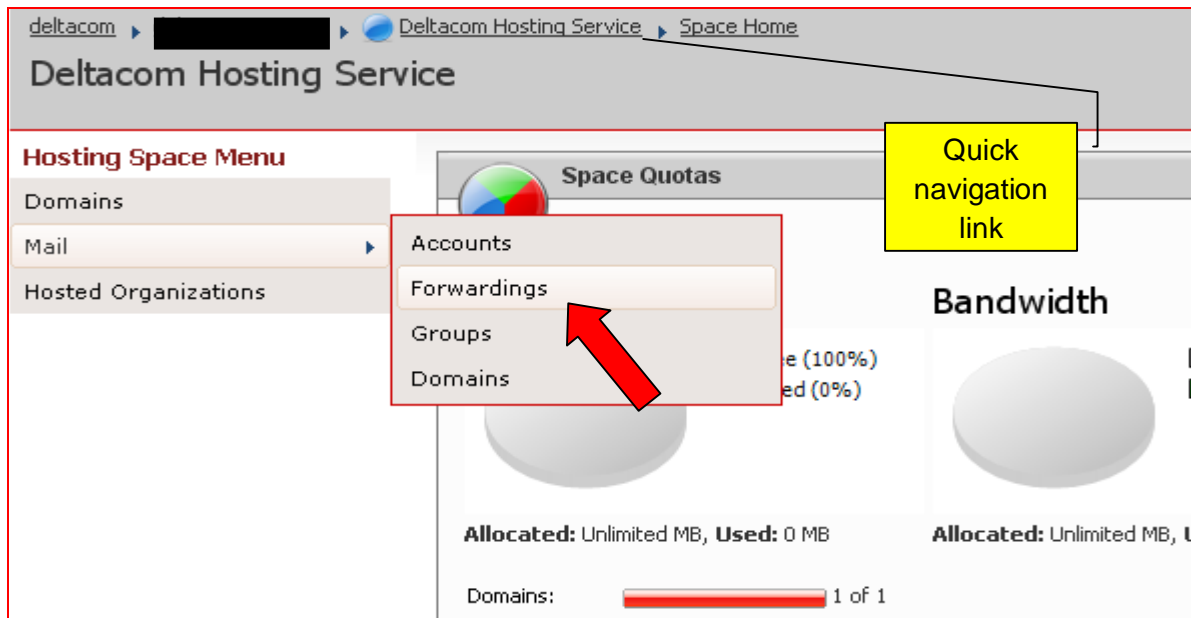 deltacom Deltacom Hosting Service Space Home
Deltacom Hosting Service
Hosting Space Menu
Domains
Mail
Hosted Organizations
Accounts
Forwardings
Groups
Domains
Space Quotas
Quick
navigation
link
Bandwidth
(100%)
(0%)
Allocated: Unlimited MB, Used: 0 MB
Allocated: Unlimited MB,
Domains: 1 of 1